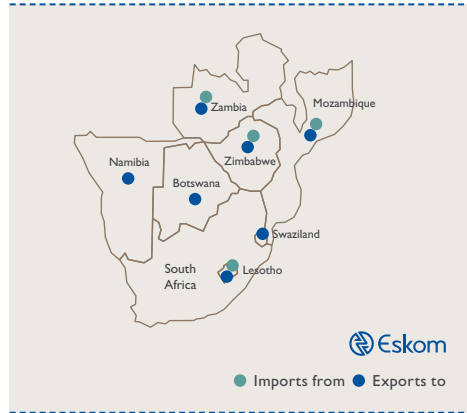 Zambia
Mozambique
Zimbabwe
Namibia
Botswana
Swaziland
South
Africa
Lesotho
Eskom
Imports from Exports to